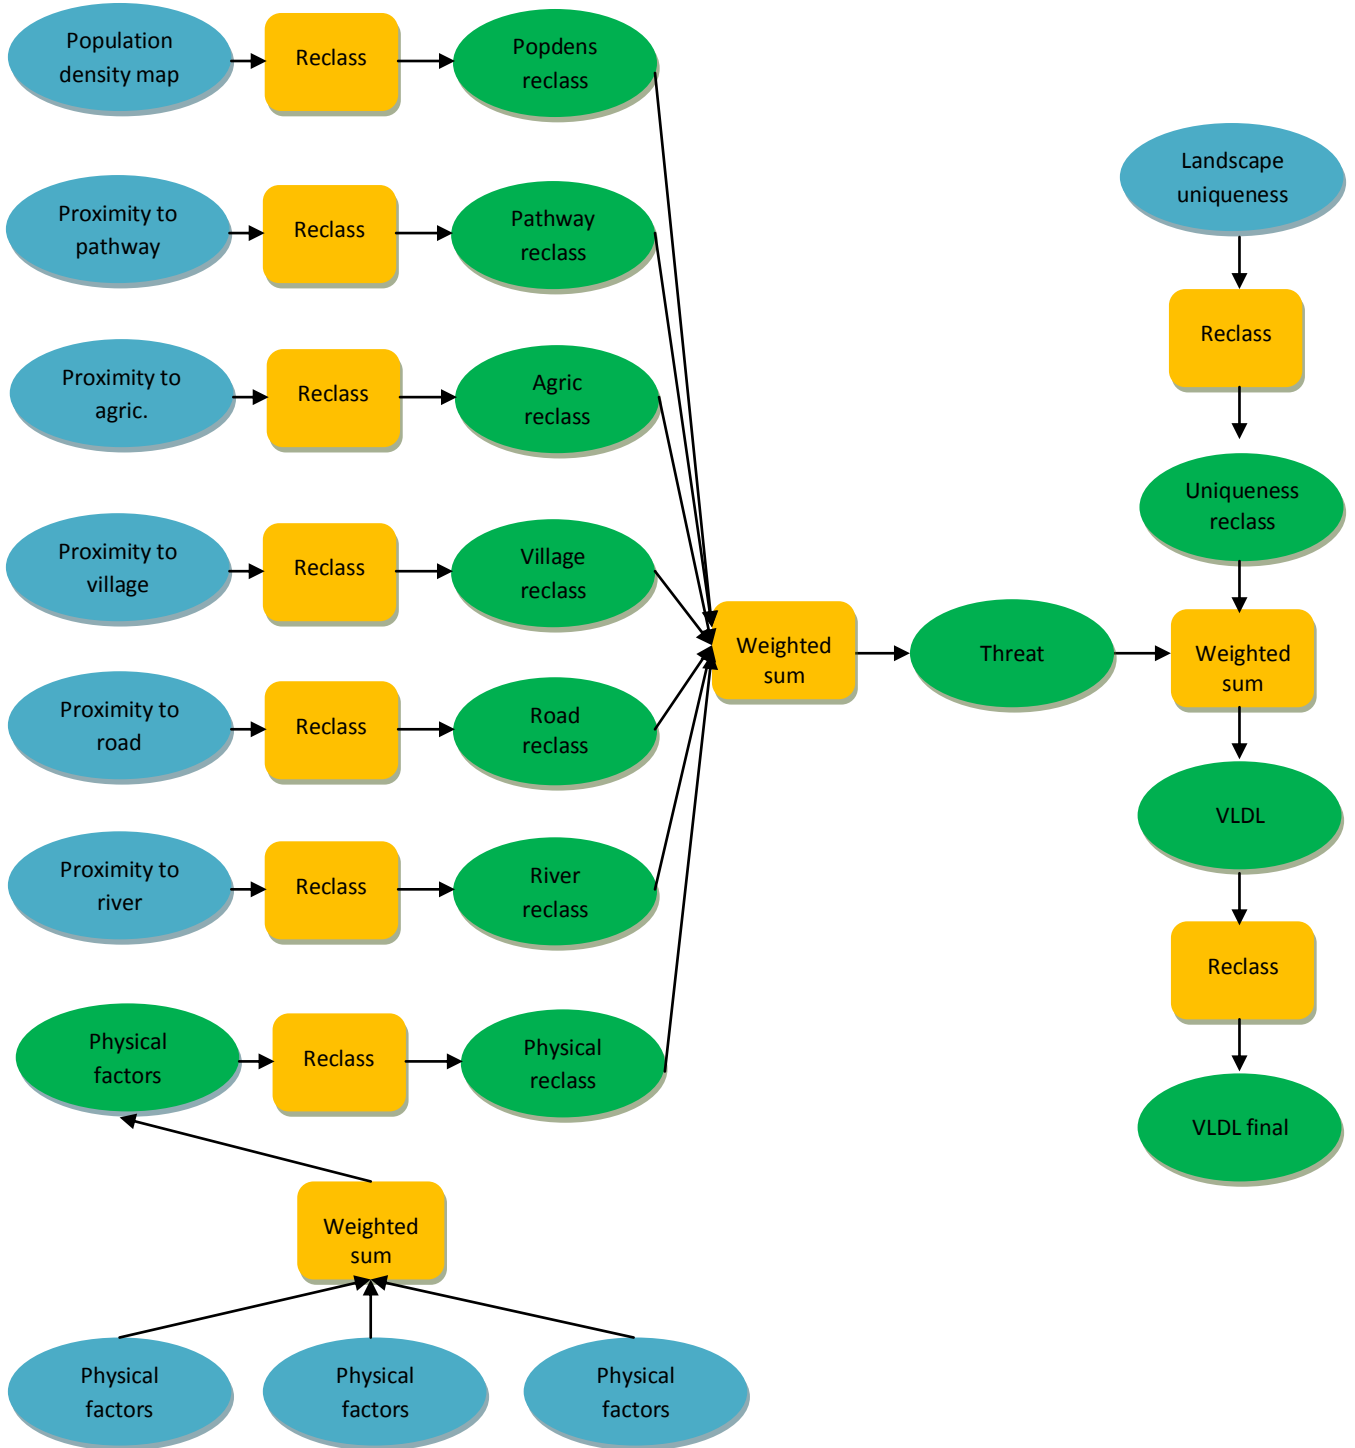 Population
density map
Reclass
Popdens
reclass
Proximity to
pathway
Reclass
Pathway
reclass
Proximity to
agric.
Reclass
Agric
reclass
Proximity to
village
Reclass
Village
reclass
Proximity to
road
Reclass
Road
reclass
Proximity to
river
Reclass
River
reclass
Physical
factors
Reclass
Physical
reclass
Weighted
sum
Physical
factors
Physical
factors
Physical
factors
Weighted
sum
Threat
Landscape
uniqueness
Reclass
Uniqueness
reclass
Weighted
sum
VLDL
Reclass
VLDL final